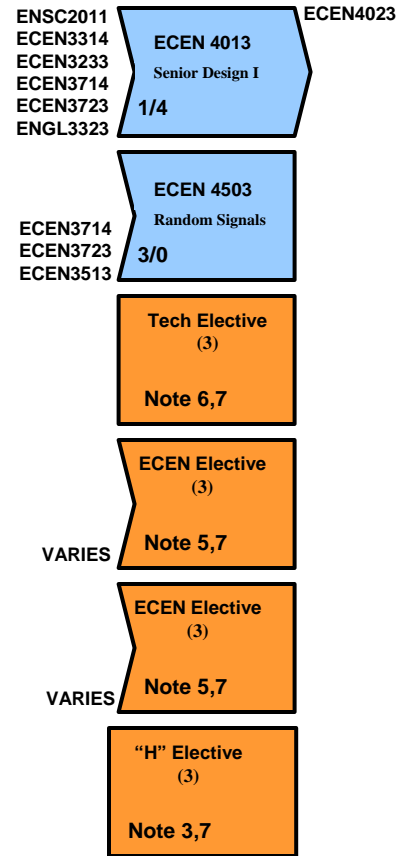 ENSC2011
ECEN3314
ECEN3233
ECEN3714
ECEN3723
ENGL3323
ECEN 4013
Senior Design I
1/4
ECEN4023
ECEN3714
ECEN3723
ECEN3513
ECEN 4503
Random Signals
3/0
Tech Elective
(3)
Note 6,7
VARIES
ECEN Elective
(3)
Note 5,7
VARIES
ECEN Elective
(3)
Note 5,7
“H” Elective
(3)
Note 3,7